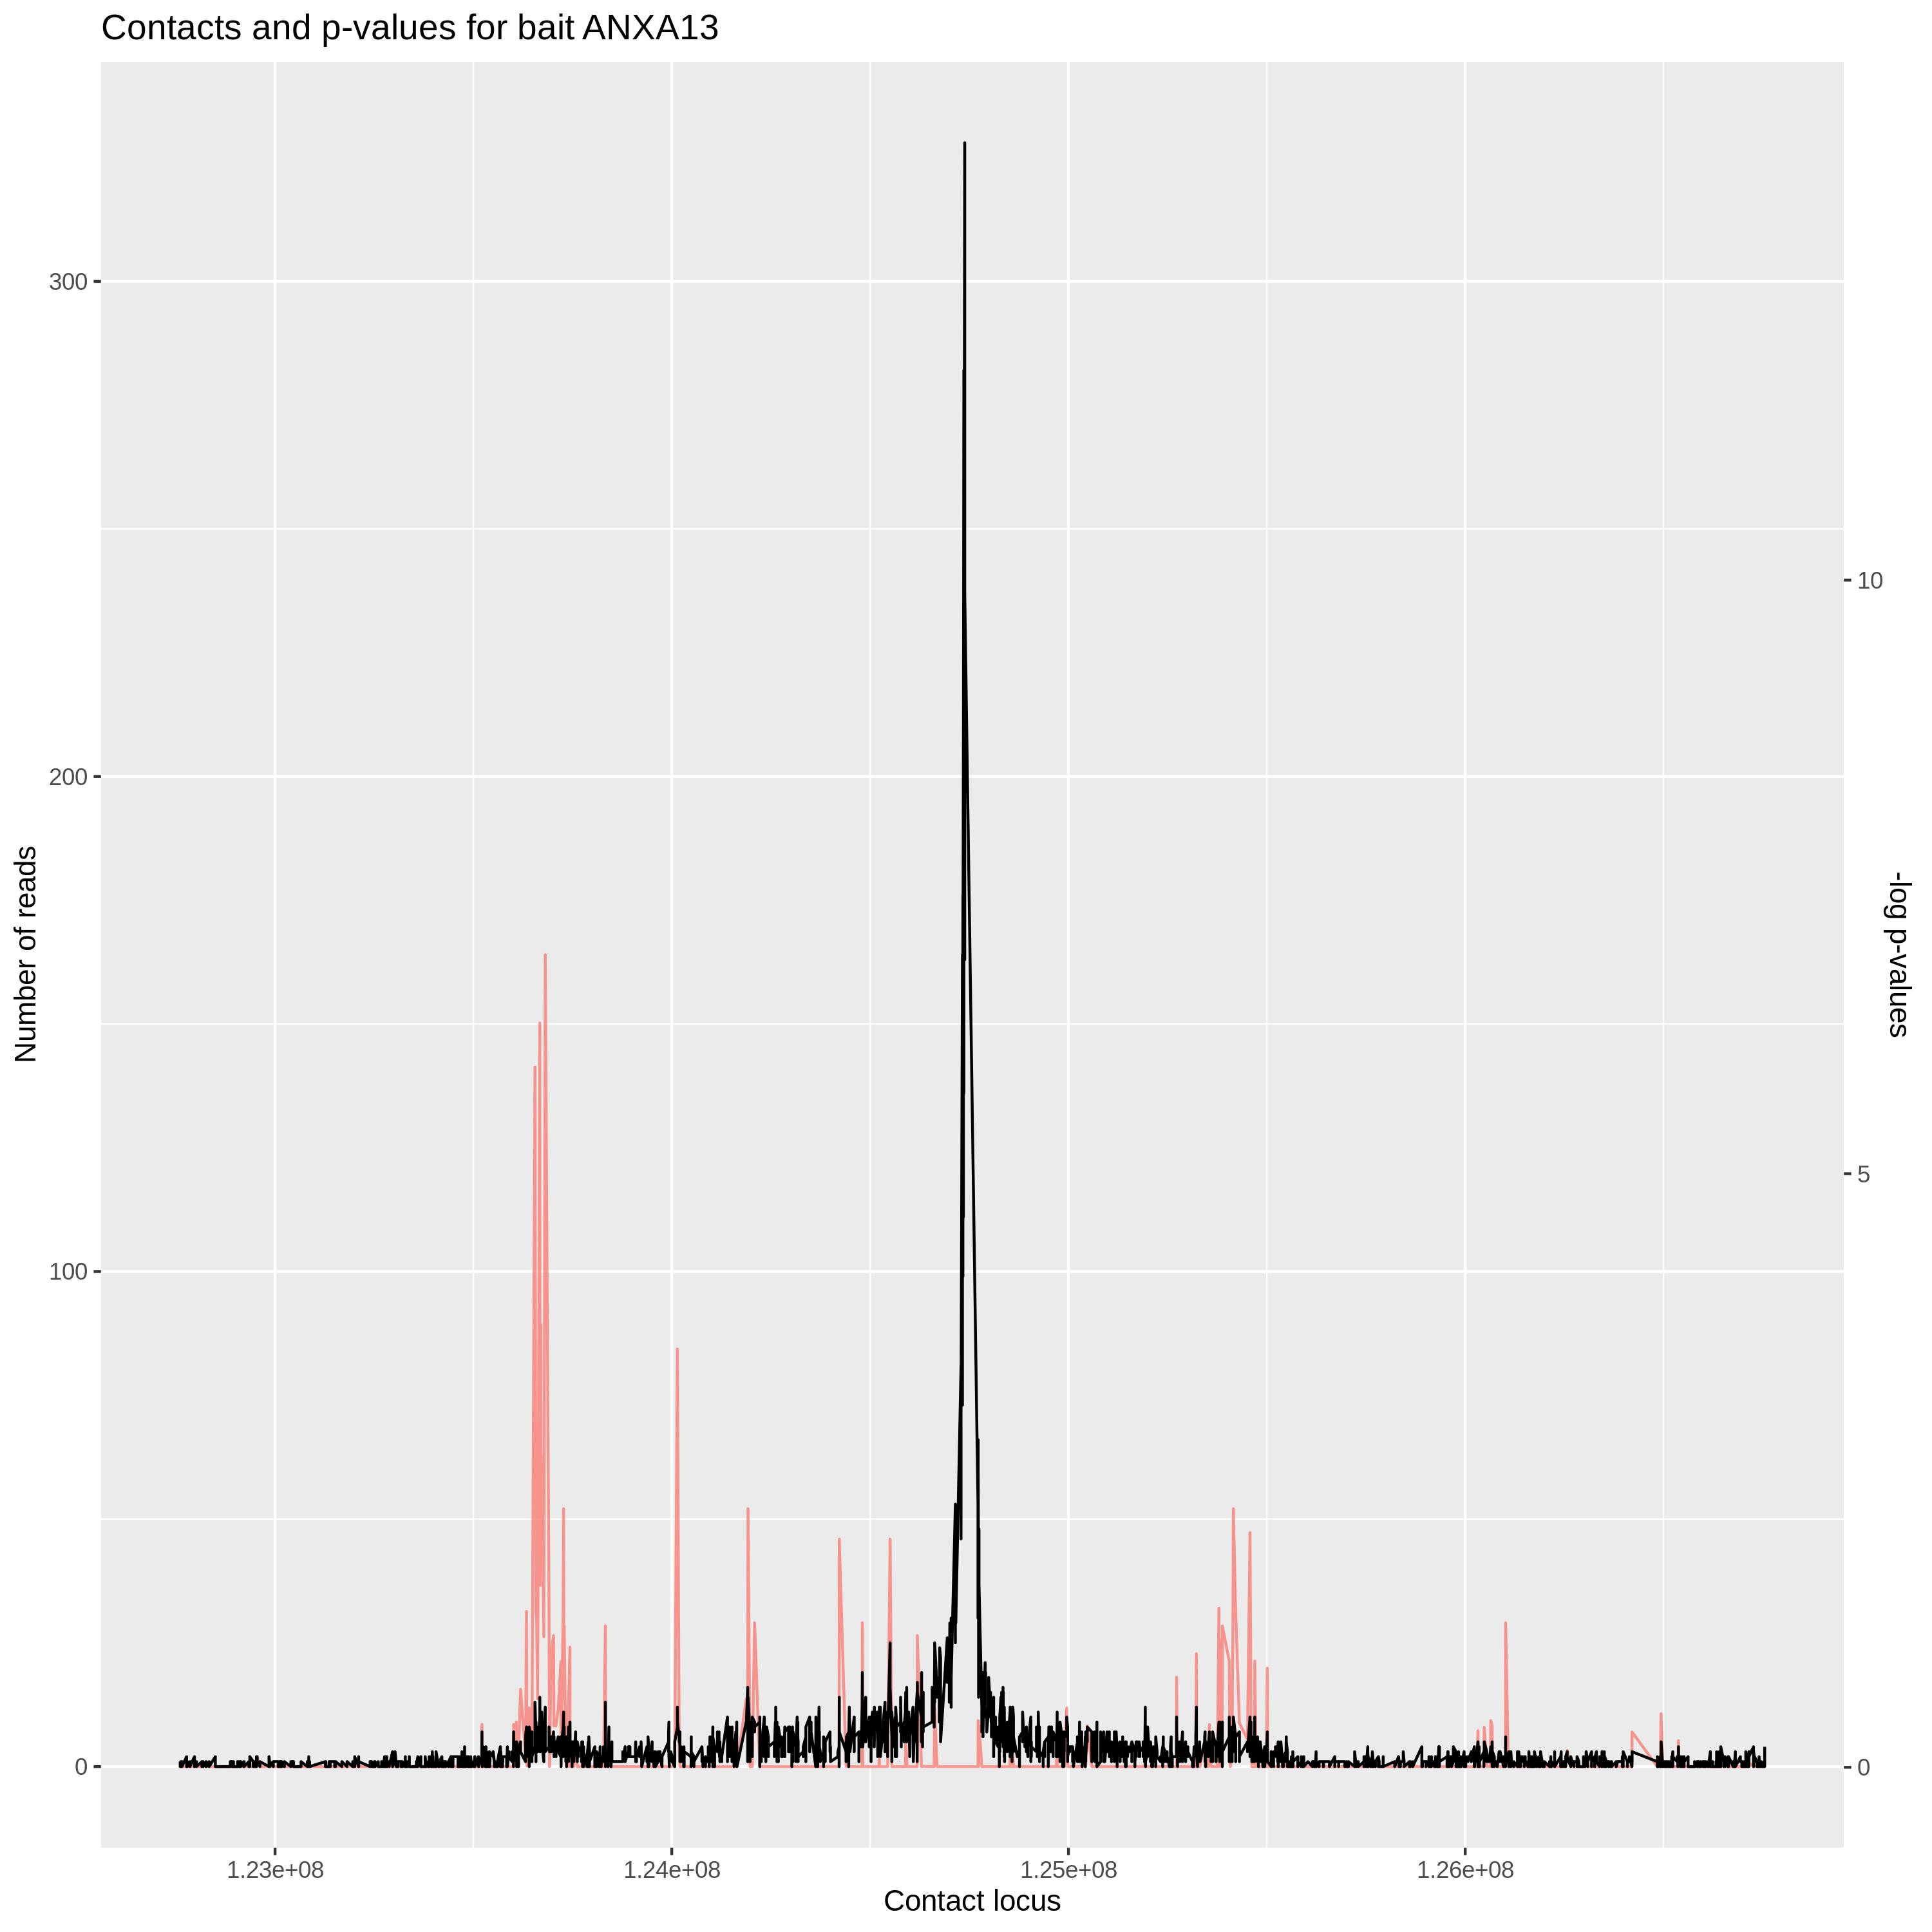 Contacts and p-values for bait ANXA13
Number of reads
300
200
100
0
10
5
0
-log p-values
1.23e+08
1.24e+08
1.25e+08
1.26e+08
Contact locus